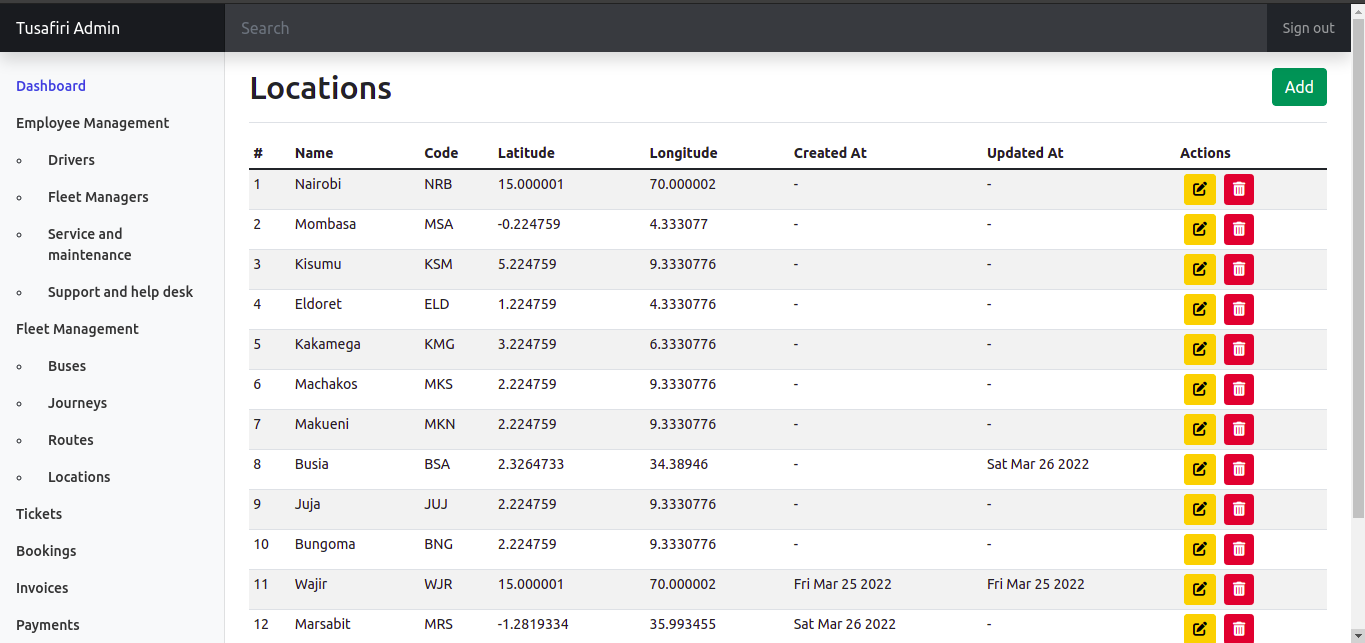 Tusafiri Admin
Search
Sign out
Dashboard
Employee Management
Drivers
Fleet Managers
Service and
maintenance
Support and help desk
Fleet Management
Buses
Journeys
Routes
Locations
Tickets
Bookings
Invoices
Payments
Locations
Add
# Name Code Latitude Longitude Created At Updated At Actions
1 Nairobi NRB 15.000001 70.000002 - -
2 Mombasa MSA -0.224759 4.333077 - -
3 Kisumu KSM 5.224759 9.3330776 - -
4 Eldoret ELD 1.224759 4.3330776 - -
5 Kakamega KMG 3.224759 6.3330776 - -
6 Machakos MKS 2.224759 9.3330776 - -
7 Makueni MKN 2.224759 9.3330776 - -
8 Busia BSA 2.3264733 34.38946 - Sat Mar 26 2022
9 Juja JUJ 2.224759 9.3330776 - -
10 Bungoma BNG 2.224759 9.3330776 - -
11 Wajir WJR 15.000001 70.000002 Fri Mar 25 2022 Fri Mar 25 2022
12 Marsabit MRS -1.2819334 35.993455 Sat Mar 26 2022 -